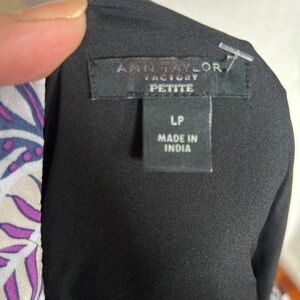 ANN TAYLOR
FACTORY
PETITE
LP
MADE IN
INDIA